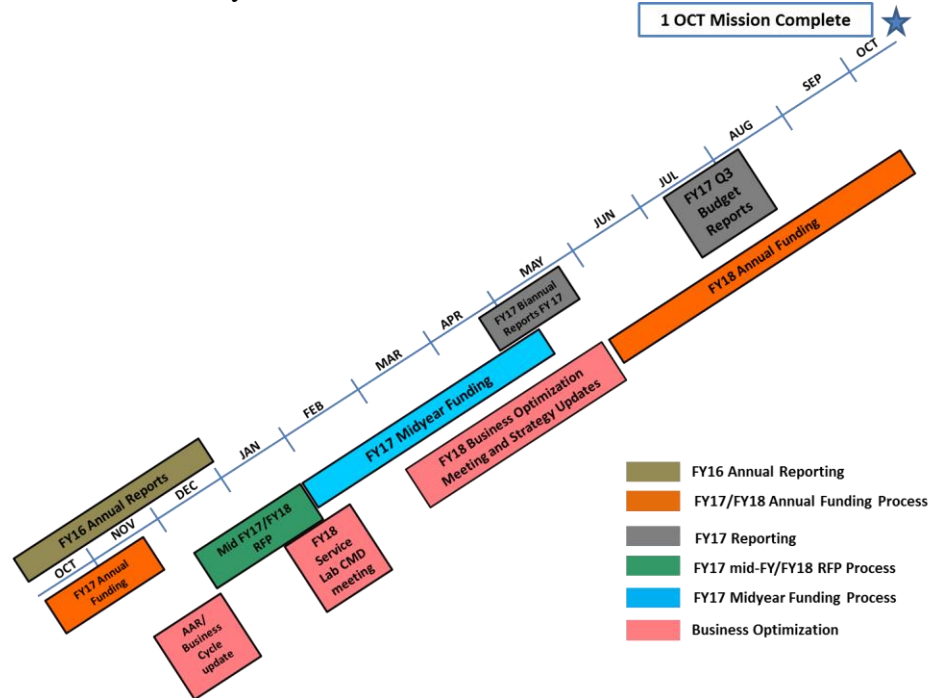 1 OCT Mission Complete
OCT
NOV
DEC
JAN
FEB
MAR
APR
MAY
JUN
JUL
AUG
SEP
OCT
FY16 Annual Reports
FY17 Annual
Funding
AAR/
Business
Cycle
update
Mid FY17/FY18
RFP
FY18
Service
Lab CMD
meeting
FY17 Midyear Funding
FY17 Biannual
Reports FY 17
FY18 Business Optimization
Meeting and Strategy Updates
FY17 Q3
Budget
Reports
FY18 Annual Funding
FY16 Annual Reporting
FY17/FY18 Annual Funding Process
FY17 Reporting
FY17 mid-FY/FY18 RFP Process
FY17 Midyear Funding Process
Business Optimization